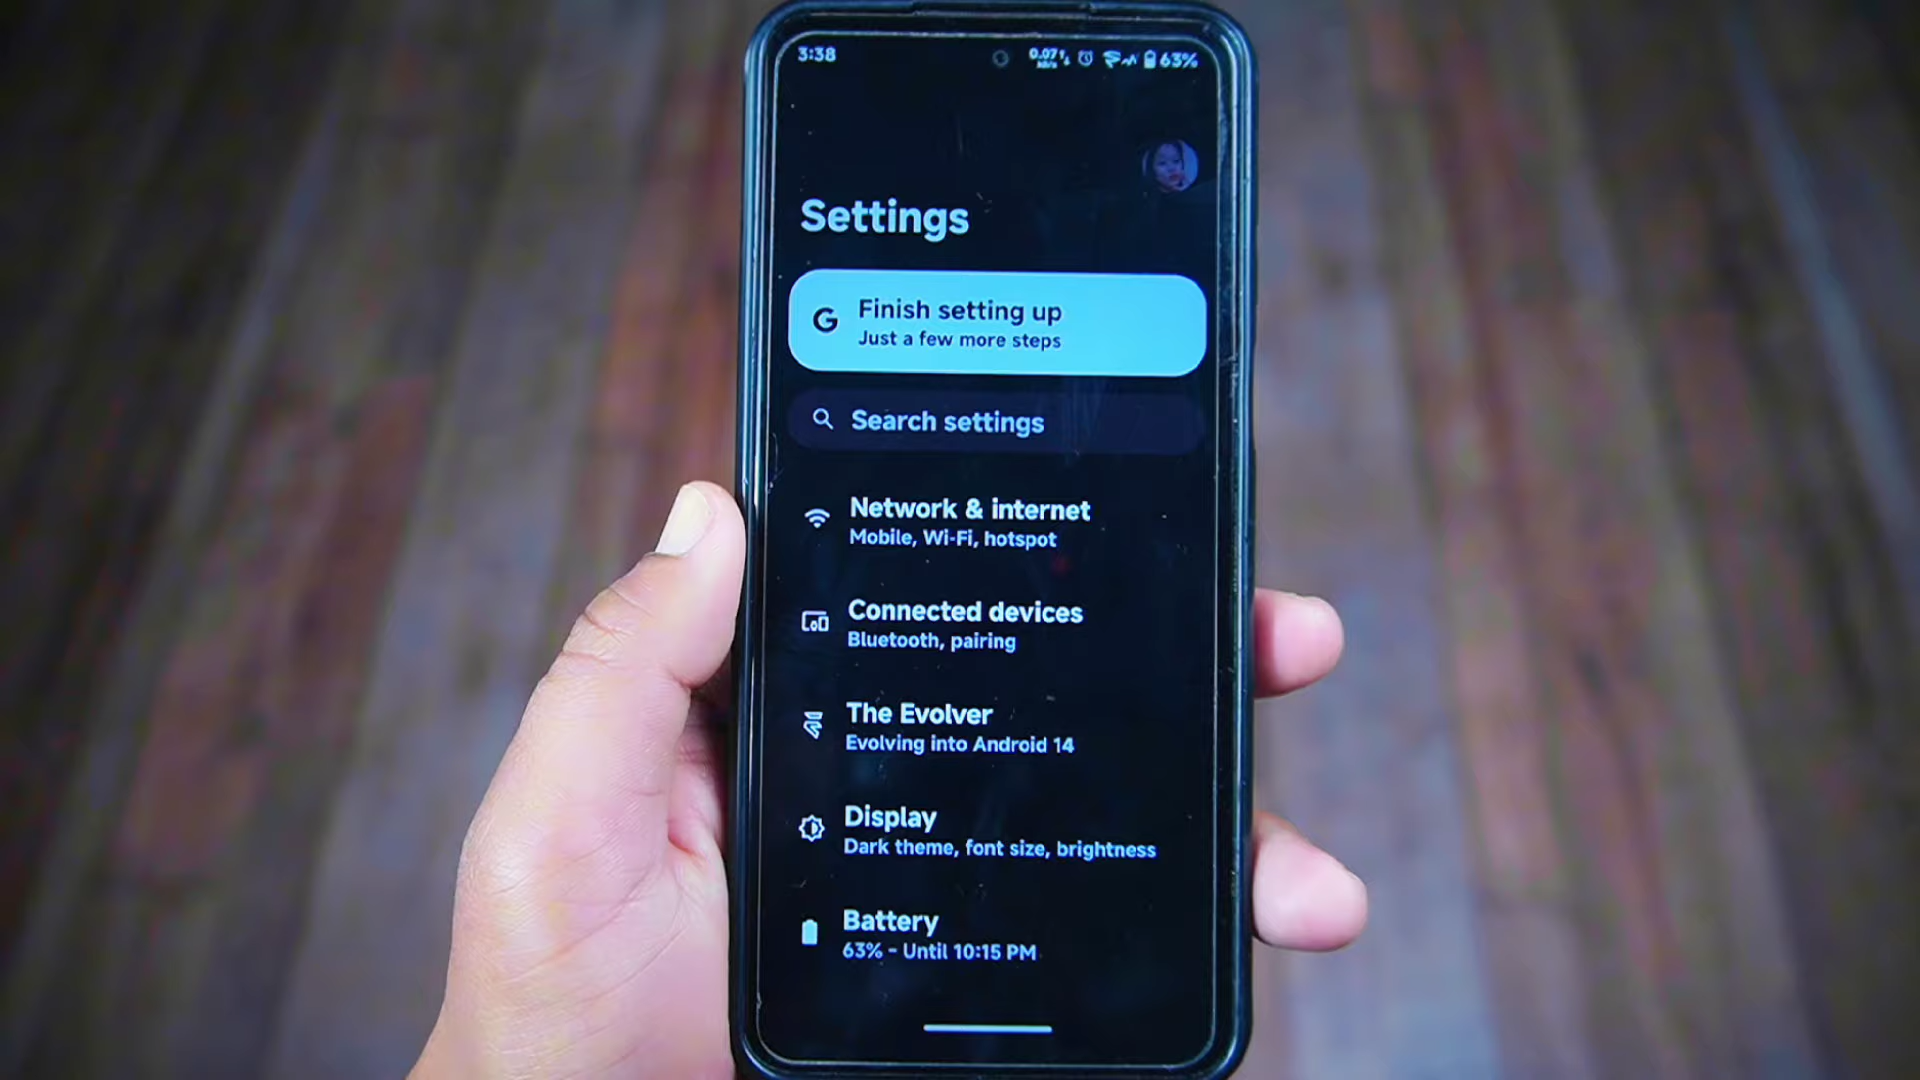 3:38
0.07
63%
Settings
G
Finish setting up
Just a few more steps
Search settings
Network & internet
Mobile, Wi-Fi, hotspot
Connected devices
Bluetooth, pairing
The Evolver
Evolving into Android 14
Display
Dark theme, font size, brightness
Battery
63% - Until 10:15 PM